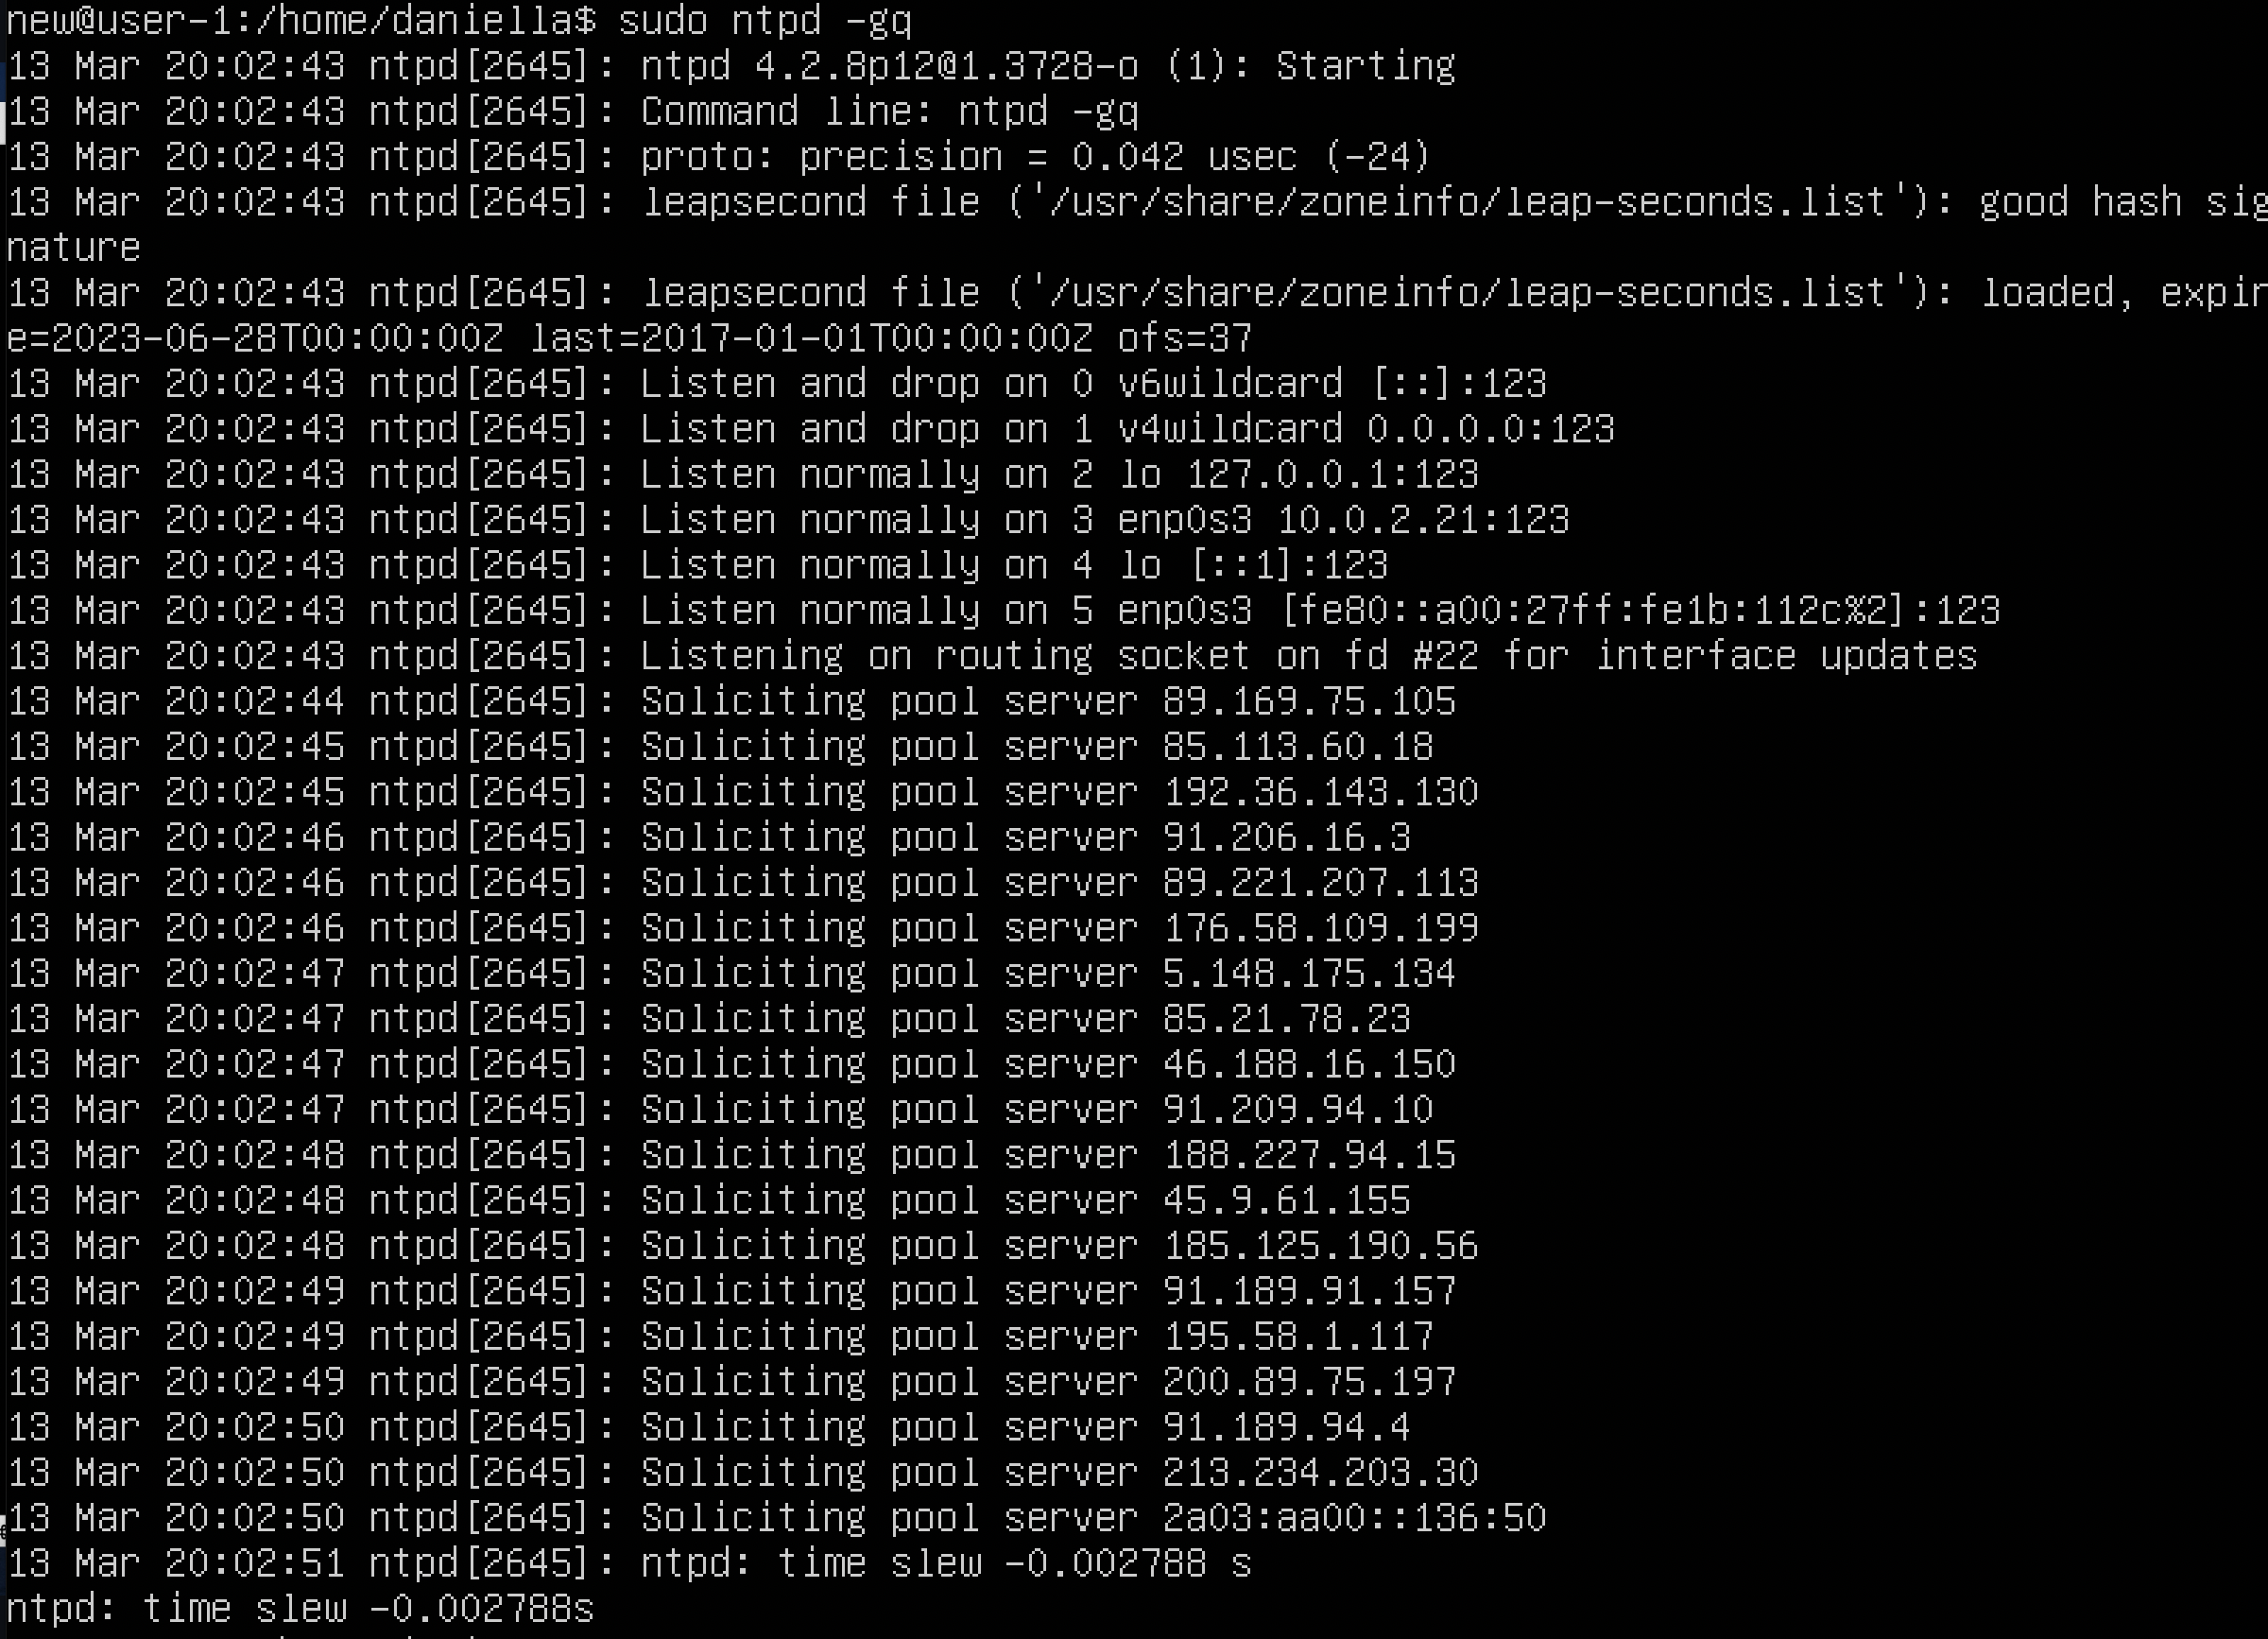 new@user-1:/home/daniella$ sudo ntpd -gq
13 Mar 20:02:43 ntpd[2645]: ntpd 4.2.8p12@1.3728-o (1): Starting
13 Mar 20:02:43 ntpd[2645]: Command line: ntpd -gq
13 Mar 20:02:43 ntpd[2645]: proto: precision = 0.042 usec (-24)
13 Mar 20:02:43 ntpd[2645]: leapsecond file ('/usr/share/zoneinfo/leap-seconds.list'): good hash sig
nature
13 Mar 20:02:43 ntpd[2645]: leapsecond file ('/usr/share/zoneinfo/leap-seconds.list'): loaded, expir
e=2023-06-28T00:00:00Z last=2017-01-01T00:00:00Z ofs=37
13 Mar 20:02:43 ntpd[2645]: Listen and drop on 0 v6wildcard [::]:123
13 Mar 20:02:43 ntpd[2645]: Listen and drop on 1 v4wildcard 0.0.0.0:123
13 Mar 20:02:43 ntpd[2645]: Listen normally on 2 lo 127.0.0.1:123
13 Mar 20:02:43 ntpd[2645]: Listen normally on 3 enp0s3 10.0.2.21:123
13 Mar 20:02:43 ntpd[2645]: Listen normally on 4 lo [::1]:123
13 Mar 20:02:43 ntpd[2645]: Listen normally on 5 enp0s3 [fe80::a00:27ff:fe1b:112c%2]:123
13 Mar 20:02:43 ntpd[2645]: Listening on routing socket on fd #22 for interface updates
13 Mar 20:02:44 ntpd[2645]: Soliciting pool server 89.169.75.105
13 Mar 20:02:45 ntpd[2645]: Soliciting pool server 85.113.60.18
13 Mar 20:02:45 ntpd[2645]: Soliciting pool server 192.36.143.130
13 Mar 20:02:46 ntpd[2645]: Soliciting pool server 91.206.16.3
13 Mar 20:02:46 ntpd[2645]: Soliciting pool server 89.221.207.113
13 Mar 20:02:46 ntpd[2645]: Soliciting pool server 176.58.109.199
13 Mar 20:02:47 ntpd[2645]: Soliciting pool server 5.148.175.134
13 Mar 20:02:47 ntpd[2645]: Soliciting pool server 85.21.78.23
13 Mar 20:02:47 ntpd[2645]: Soliciting pool server 46.188.16.150
13 Mar 20:02:47 ntpd[2645]: Soliciting pool server 91.209.94.10
13 Mar 20:02:48 ntpd[2645]: Soliciting pool server 188.227.94.15
13 Mar 20:02:48 ntpd[2645]: Soliciting pool server 45.9.61.155
13 Mar 20:02:48 ntpd[2645]: Soliciting pool server 185.125.190.56
13 Mar 20:02:49 ntpd[2645]: Soliciting pool server 91.189.91.157
13 Mar 20:02:49 ntpd[2645]: Soliciting pool server 195.58.1.117
13 Mar 20:02:49 ntpd[2645]: Soliciting pool server 200.89.75.197
13 Mar 20:02:50 ntpd[2645]: Soliciting pool server 91.189.94.4
13 Mar 20:02:50 ntpd[2645]: Soliciting pool server 213.234.203.30
13 Mar 20:02:50 ntpd[2645]: Soliciting pool server 2a03:aa00::136:50
13 Mar 20:02:51 ntpd[2645]: ntpd: time slew -0.002788 s
ntpd: time slew -0.002788s